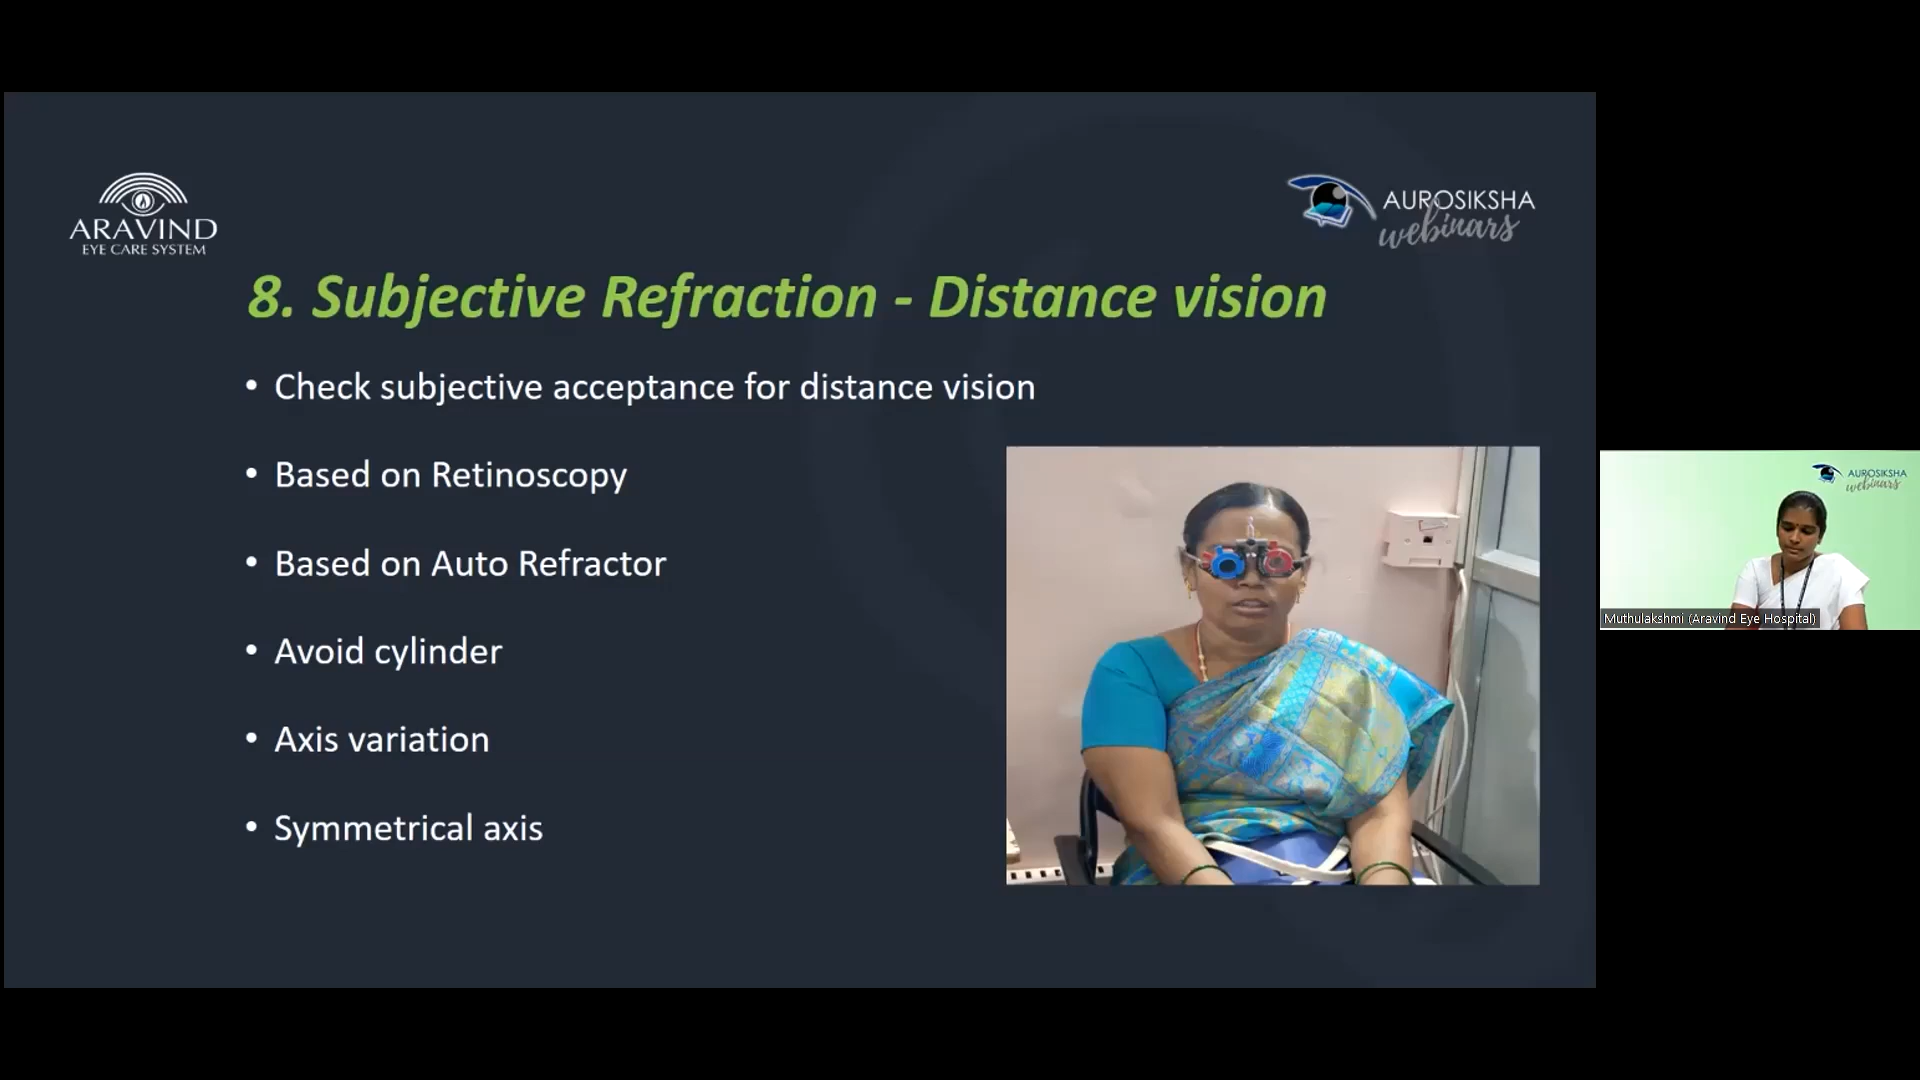 ARAVIND
EYE CARE SYSTEM
AUROSIKSHA
webinars
8. Subjective Refraction - Distance vision
• Check subjective acceptance for distance vision
• Based on Retinoscopy
• Based on Auto Refractor
• Avoid cylinder
• Axis variation
• Symmetrical axis
AUROSIKSHA
webinars
Muthulakshmi (Aravind Eye Hospital)